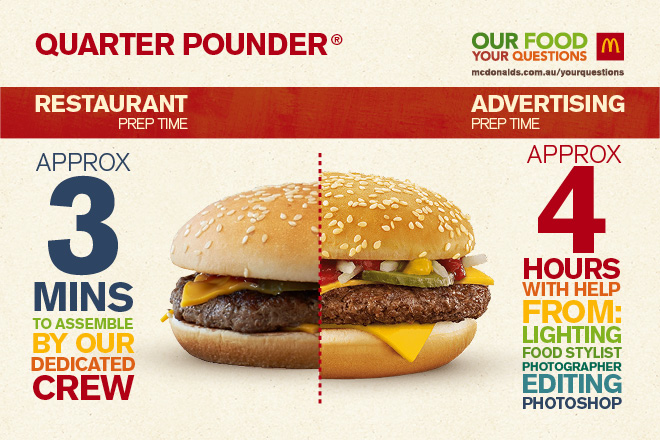 QUARTER POUNDER®
OUR FOOD
YOUR QUESTIONS
mcdonalds.com.au/yourquestions
RESTAURANT
PREP TIME
ADVERTISING
PREP TIME
APPROX
3
MINS
TO ASSEMBLE
BY OUR
DEDICATED
CREW
APPROX
4
HOURS
WITH HELP
FROM:
LIGHTING
FOOD STYLIST
PHOTOGRAPHER
EDITING
PHOTOSHOP